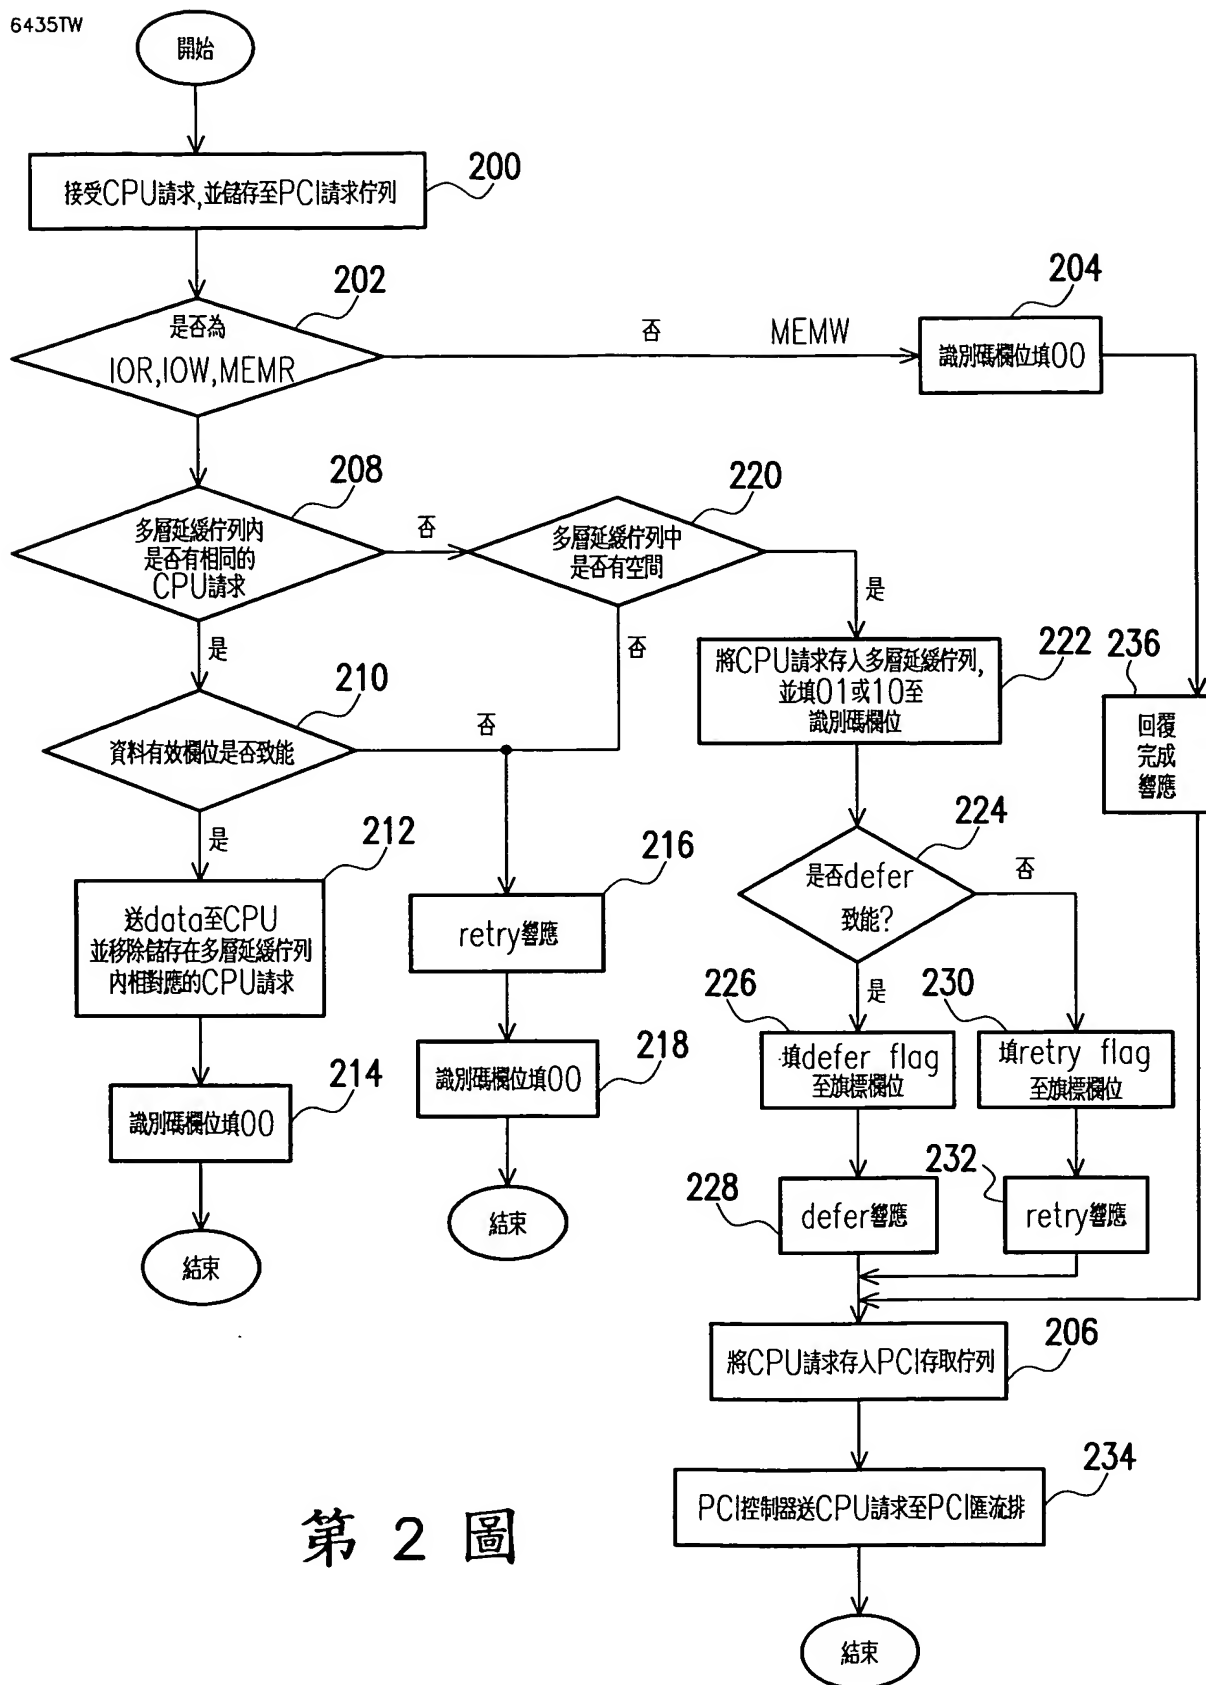 6435TW
開始
200
接受CPU請求,並儲存至PCI請求佇列
202
是否為
IOR,IOW,MEMR
否
MEMW
204
識別碼欄位填00
208
多層延緩佇列內
是否有相同的
CPU請求
否
220
多層延緩佇列中
是否有空間
是
是
否
222
將CPU請求存入多層延緩佇列,
並填01或10至
識別碼欄位
236
回覆
完成
響應
210
資料有效欄位是否致能
否
是
212
送data至CPU
並移除儲存在多層延緩佇列
內相對應的CPU請求
216
retry響應
224
是否defer
致能?
否
是
226
填defer flag
至旗標欄位
230
填retry flag
至旗標欄位
214
識別碼欄位填00
218
識別碼欄位填00
228
defer響應
232
retry響應
結束
結束
206
將CPU請求存入PCI存取佇列
234
PCI控制器送CPU請求至PCI匯流排
結束
第 2 圖